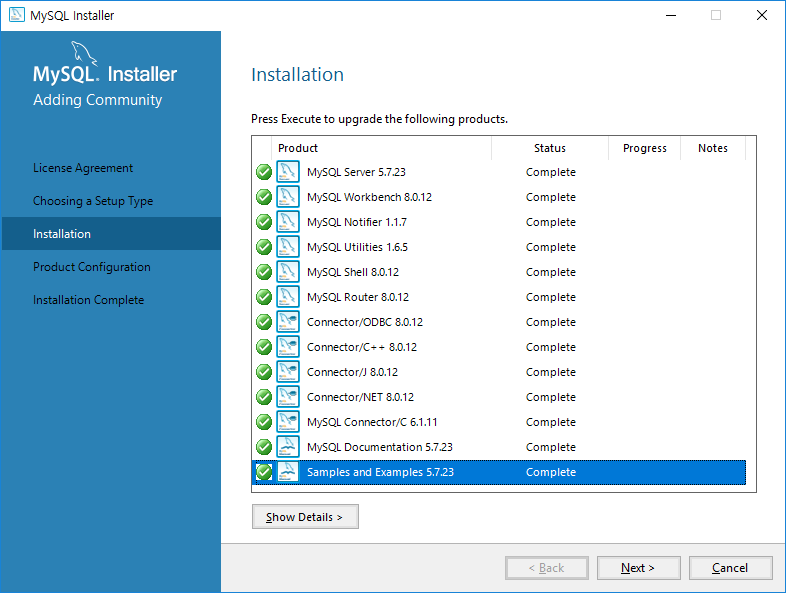 MySQL Installer
MySQL. Installer
Adding Community
License Agreement
Choosing a Setup Type
Installation
Product Configuration
Installation Complete
Installation
Press Execute to upgrade the following products.
Product Status Progress Notes
MySQL Server 5.7.23 Complete
MySQL Workbench 8.0.12 Complete
MySQL Notifier 1.1.7 Complete
MySQL Utilities 1.6.5 Complete
MySQL Shell 8.0.12 Complete
MySQL Router 8.0.12 Complete
Connector/ODBC 8.0.12 Complete
Connector/C++ 8.0.12 Complete
Connector/J 8.0.12 Complete
Connector/NET 8.0.12 Complete
MySQL Connector/C 6.1.11 Complete
MySQL Documentation 5.7.23 Complete
Samples and Examples 5.7.23 Complete
Show Details >
< Back Next > Cancel